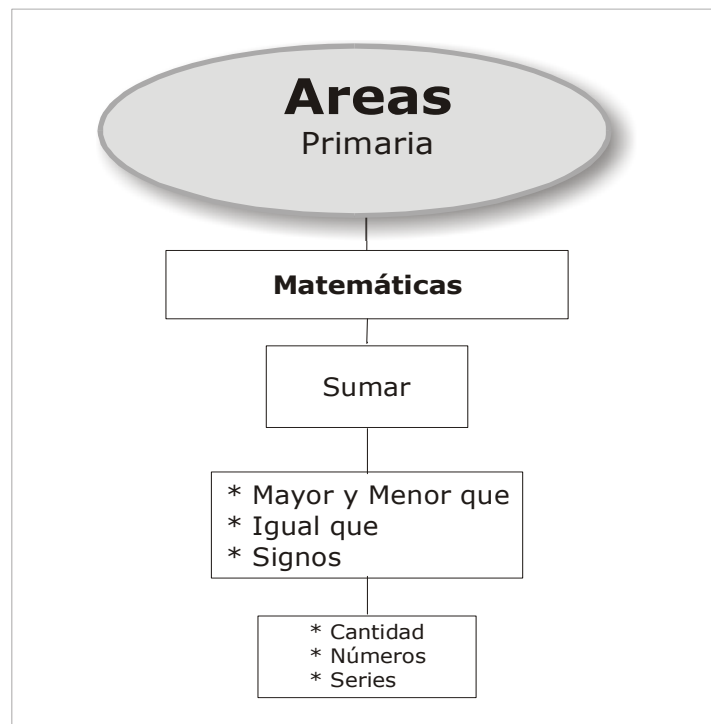 Areas
Primaria
Matemáticas
Sumar
* Mayor y Menor que
* Igual que
* Signos
* Cantidad
* Números
* Series